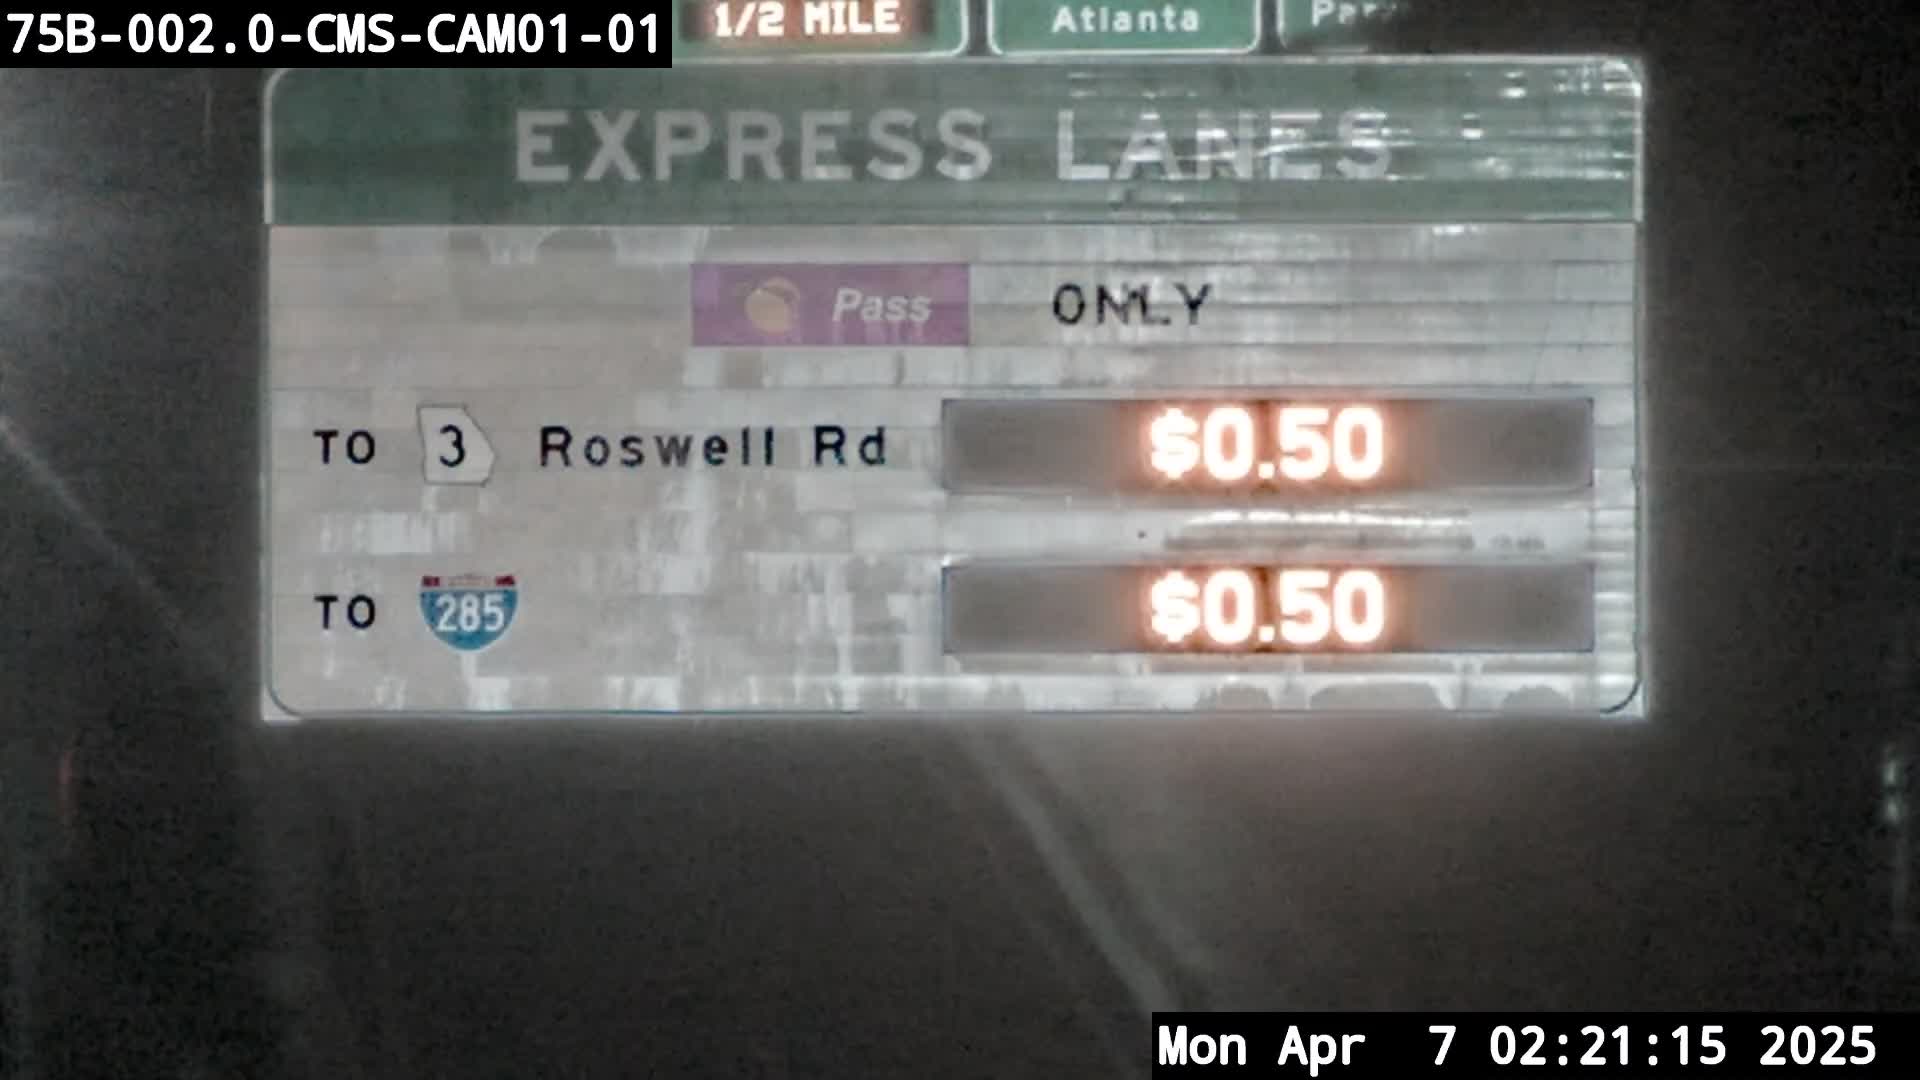 75B-002.0-CMS-CAM01-01
1/2 MILE
Atlanta
EXPRESS LANES
Pass ONLY
TO 3 Roswell Rd $0.50
TO 285 $0.50
Mon Apr 7 02:21:15 2025